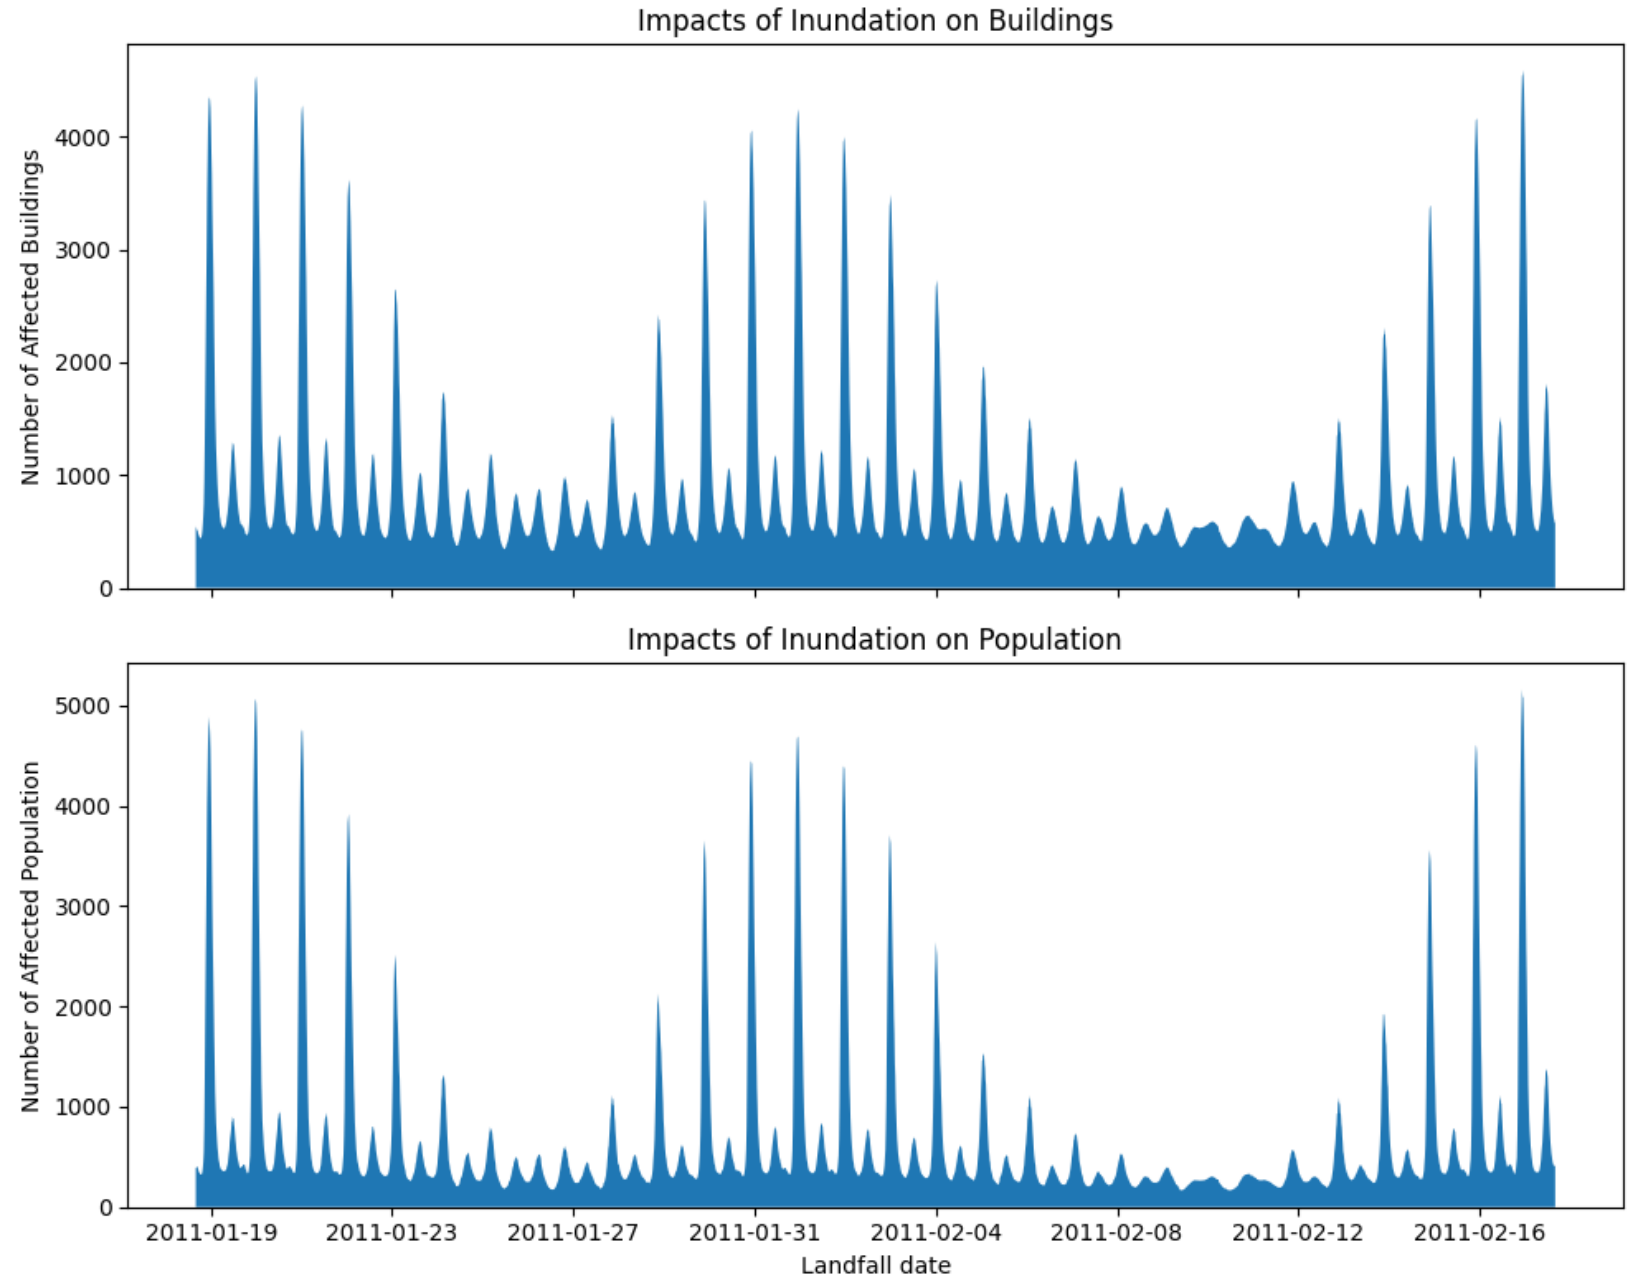 Impacts of Inundation on Buildings
Number of Affected Buildings
4000
3000
2000
1000
0
Impacts of Inundation on Population
Number of Affected Population
5000
4000
3000
2000
1000
0
2011-01-19 2011-01-23 2011-01-27 2011-01-31 2011-02-04 2011-02-08 2011-02-12 2011-02-16
Landfall date